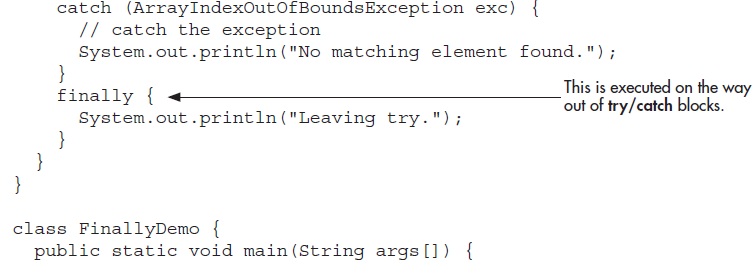 catch (ArrayIndexOutOfBoundsException exc) {
// catch the exception
System.out.println("No matching element found.");
}
finally {
This is executed on the way
out of try/catch blocks.
System.out.println("Leaving try.");
}
}
}
class FinallyDemo {
public static void main(String args[]) {